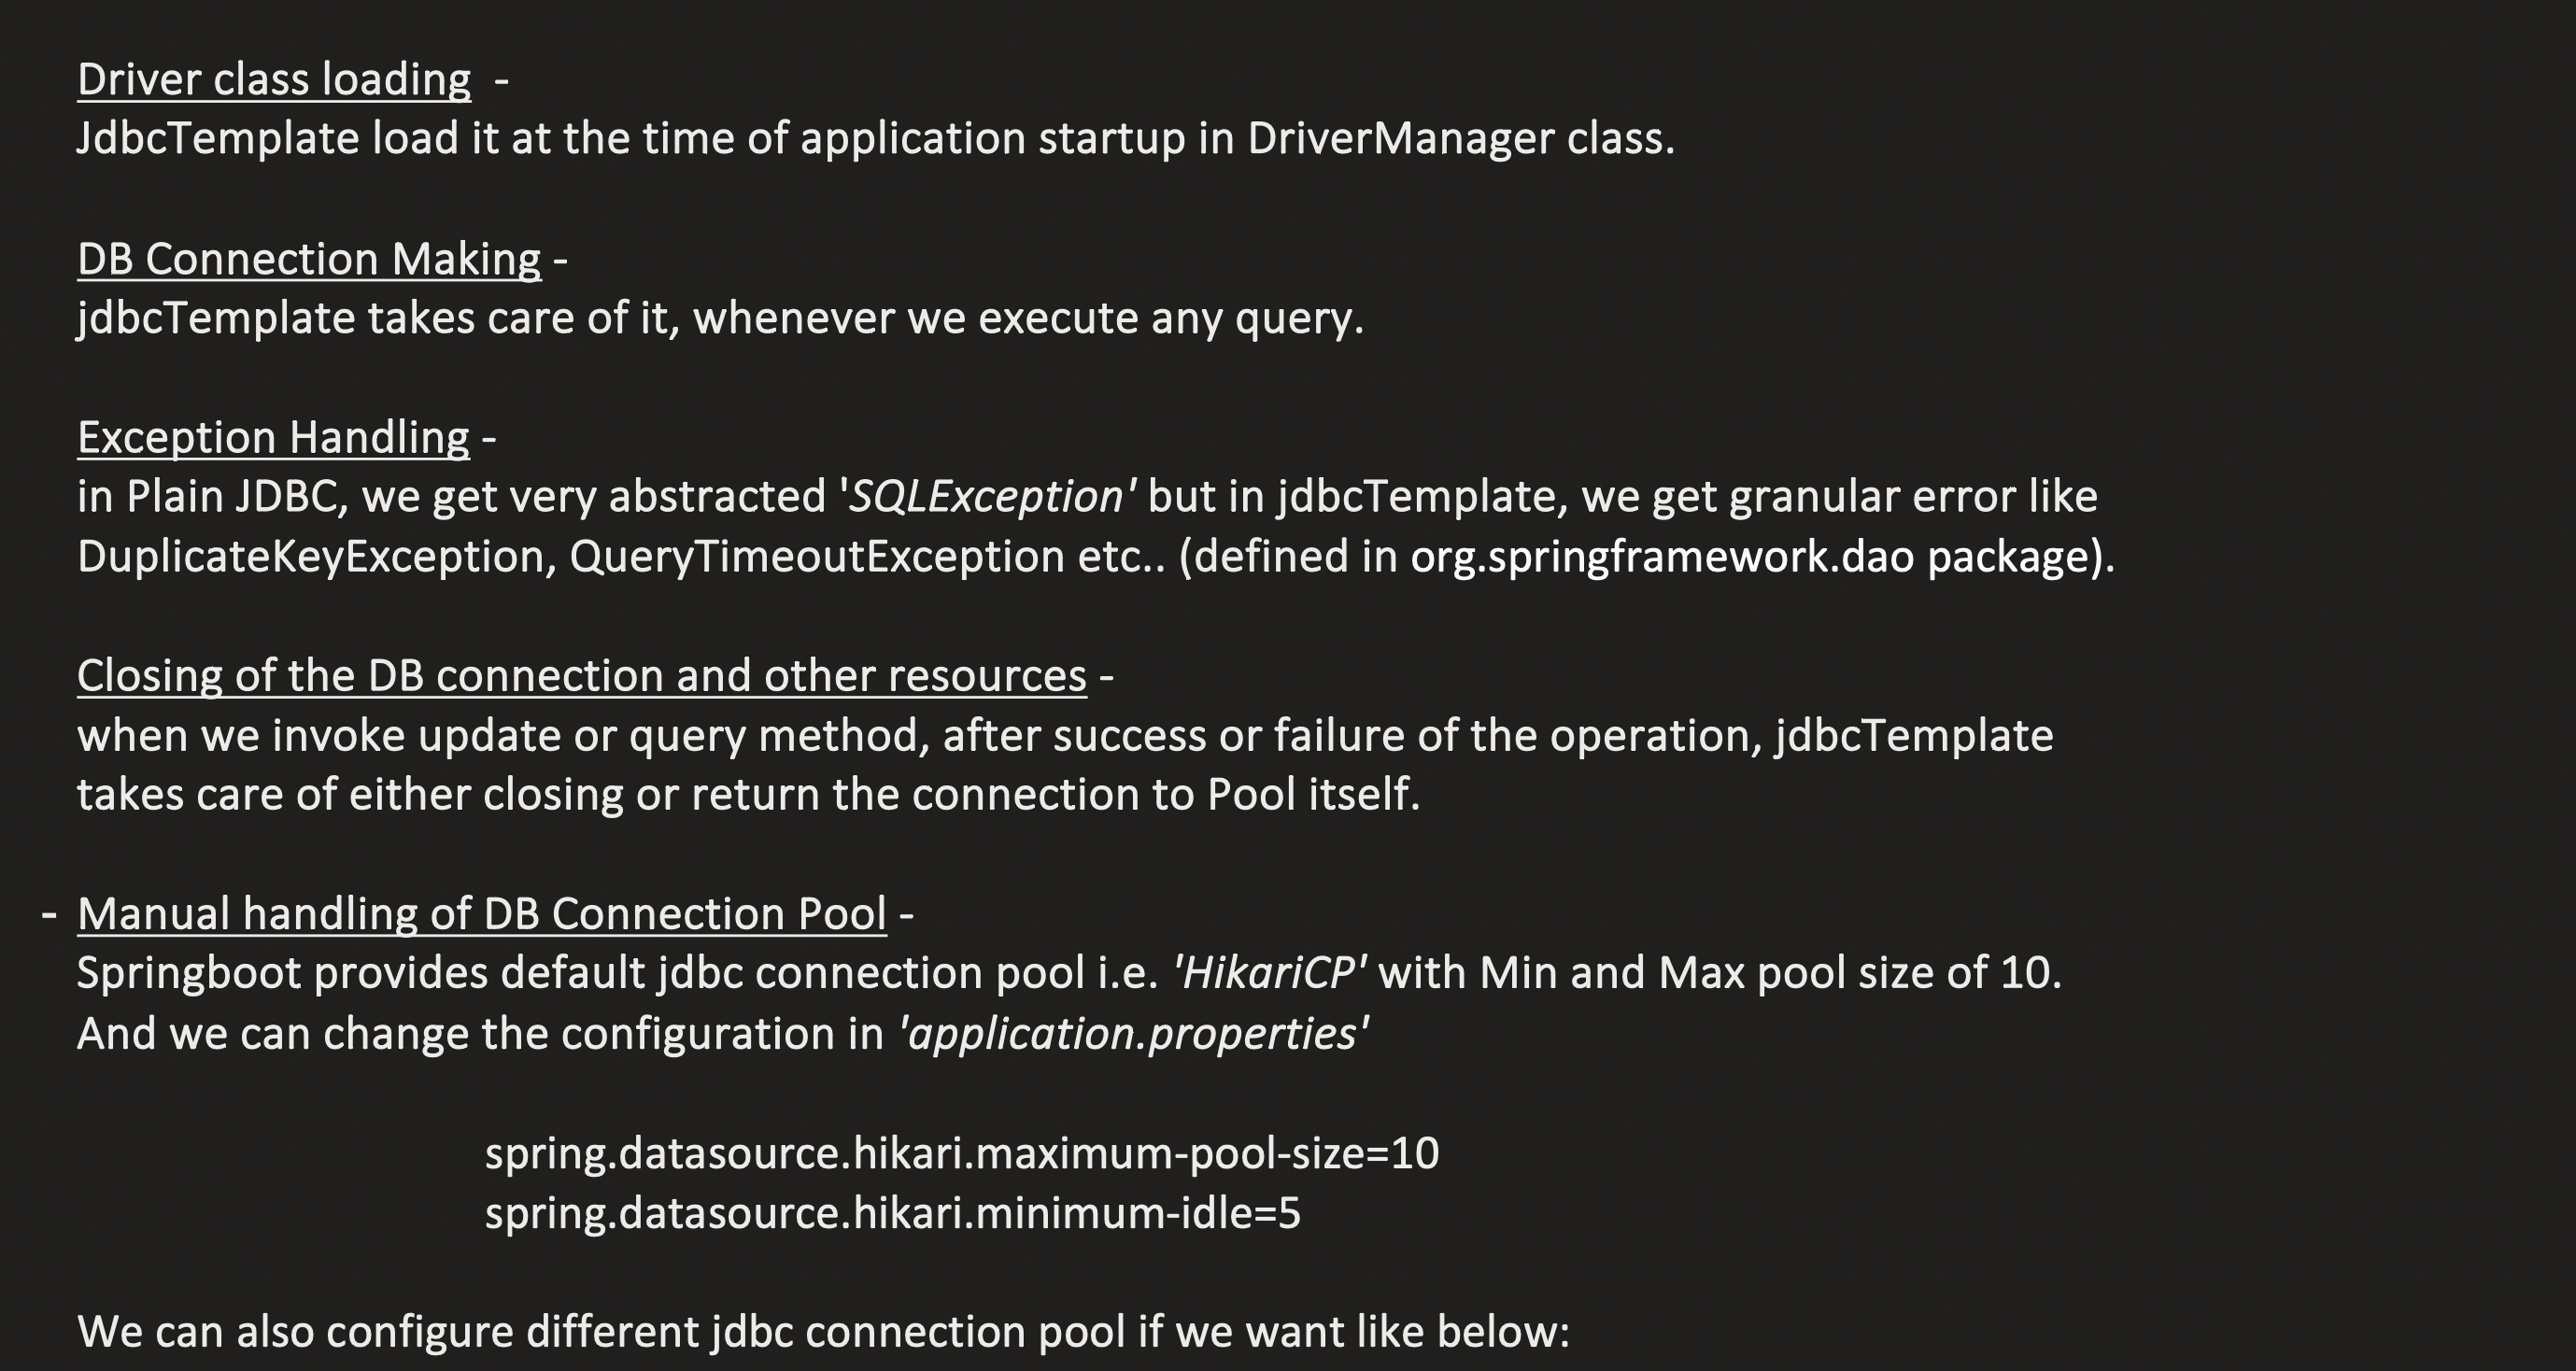 Driver class loading  -
JdbcTemplate load it at the time of application startup in DriverManager class.
DB Connection Making -
jdbcTemplate takes care of it, whenever we execute any query.
Exception Handling -
in Plain JDBC, we get very abstracted 'SQLException' but in jdbcTemplate, we get granular error like
DuplicateKeyException, QueryTimeoutException etc.. (defined in org.springframework.dao package).
Closing of the DB connection and other resources -
when we invoke update or query method, after success or failure of the operation, jdbcTemplate
takes care of either closing or return the connection to Pool itself.
- Manual handling of DB Connection Pool -
Springboot provides default jdbc connection pool i.e. 'HikariCP' with Min and Max pool size of 10.
And we can change the configuration in 'application.properties'
spring.datasource.hikari.maximum-pool-size=10
spring.datasource.hikari.minimum-idle=5
We can also configure different jdbc connection pool if we want like below: